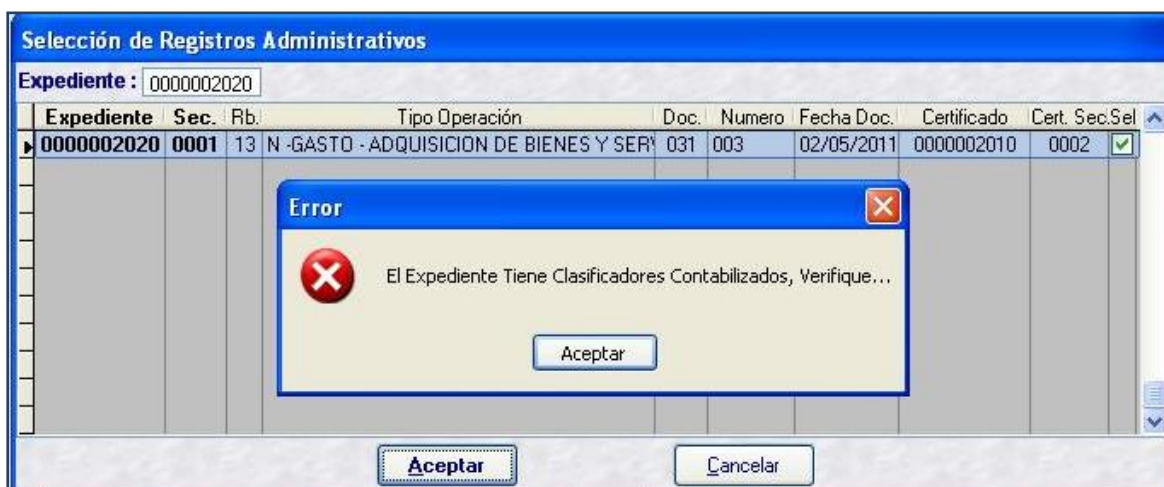 Selección de Registros Administrativos
Expediente : 0000002020
Expediente Sec. Rb. Tipo Operación Doc. Numero Fecha Doc. Certificado Cert. Sec.Sel
0000002020 0001 13 N -GASTO - ADQUISICION DE BIENES Y SER 031 003 02/05/2011 0000002010 0002
Error
El Expediente Tiene Clasificadores Contabilizados, Verifique...
Aceptar
Aceptar Cancelar